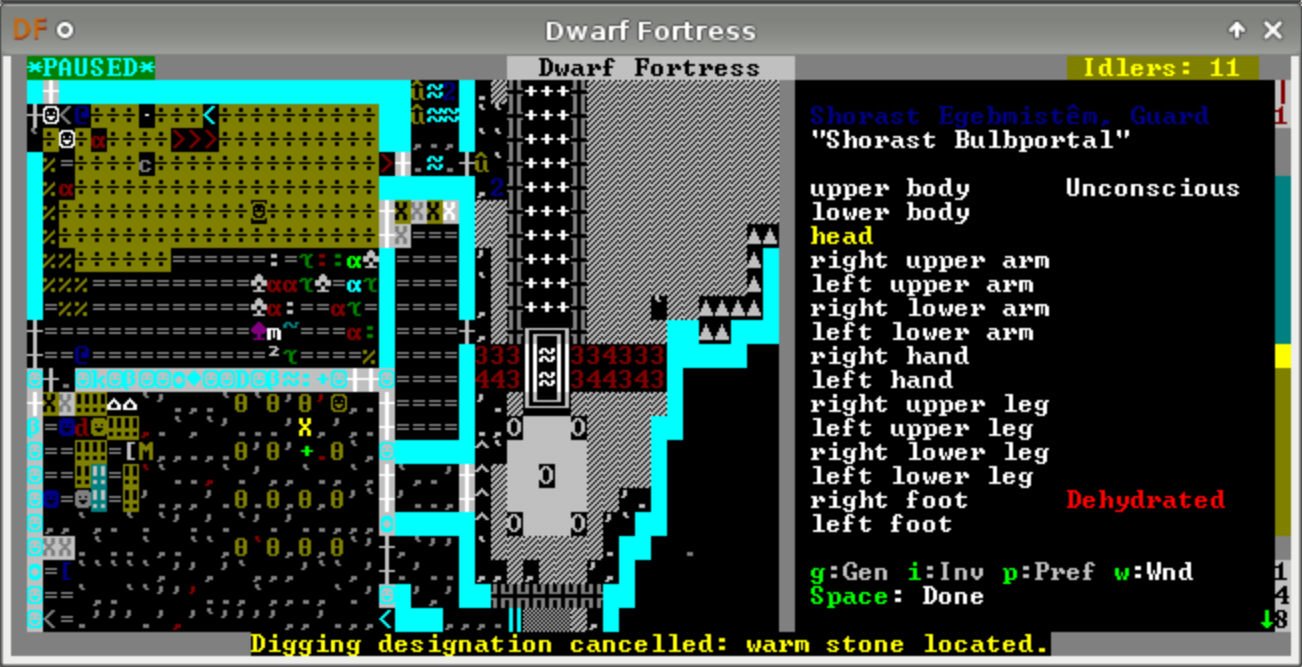 DF Dwarf Fortress
*PAUSED* Dwarf Fortress Idlers: 11
Shorast Egebmistêm, Guard
"Shorast Bulbportal"
upper body Unconscious
lower body
head
right upper arm
left upper arm
right lower arm
left lower arm
right hand
left hand
right upper leg
left upper leg
right lower leg
left lower leg
right foot Dehydrated
left foot
g:Gen i:Inv p:Pref w:Wnd
Space: Done
Digging designation cancelled: warm stone located.